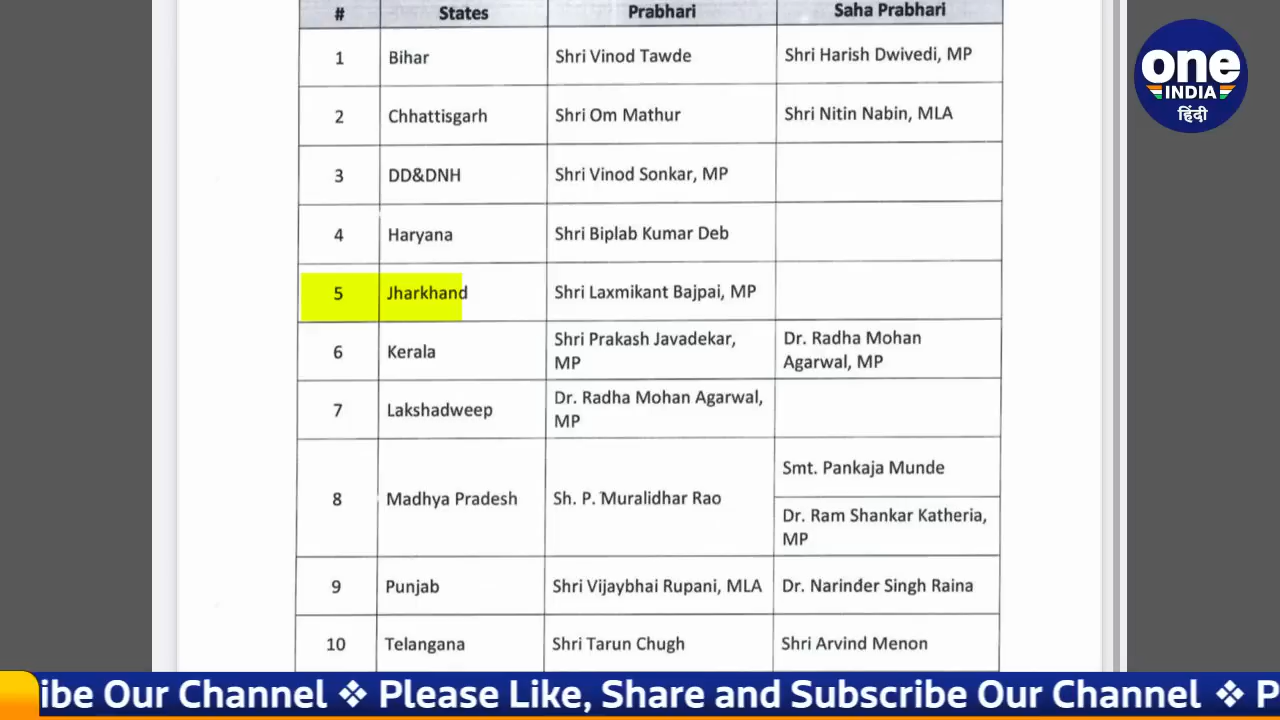 # States Prabhari Saha Prabhari
1 Bihar Shri Vinod Tawde Shri Harish Dwivedi, MP
2 Chhattisgarh Shri Om Mathur Shri Nitin Nabin, MLA
3 DD&DNH Shri Vinod Sonkar, MP
4 Haryana Shri Biplab Kumar Deb
5 Jharkhand Shri Laxmikant Bajpai, MP
6 Kerala Shri Prakash Javadekar, MP Dr. Radha Mohan Agarwal, MP
7 Lakshadweep Dr. Radha Mohan Agarwal, MP
8 Madhya Pradesh Sh. P. Muralidhar Rao Smt. Pankaja Munde
Dr. Ram Shankar Katheria, MP
9 Punjab Shri Vijaybhai Rupani, MLA Dr. Narinder Singh Raina
10 Telangana Shri Tarun Chugh Shri Arvind Menon
one
INDIA
हिंदी
ibe Our Channel ❖ Please Like, Share and Subscribe Our Channel ❖ P